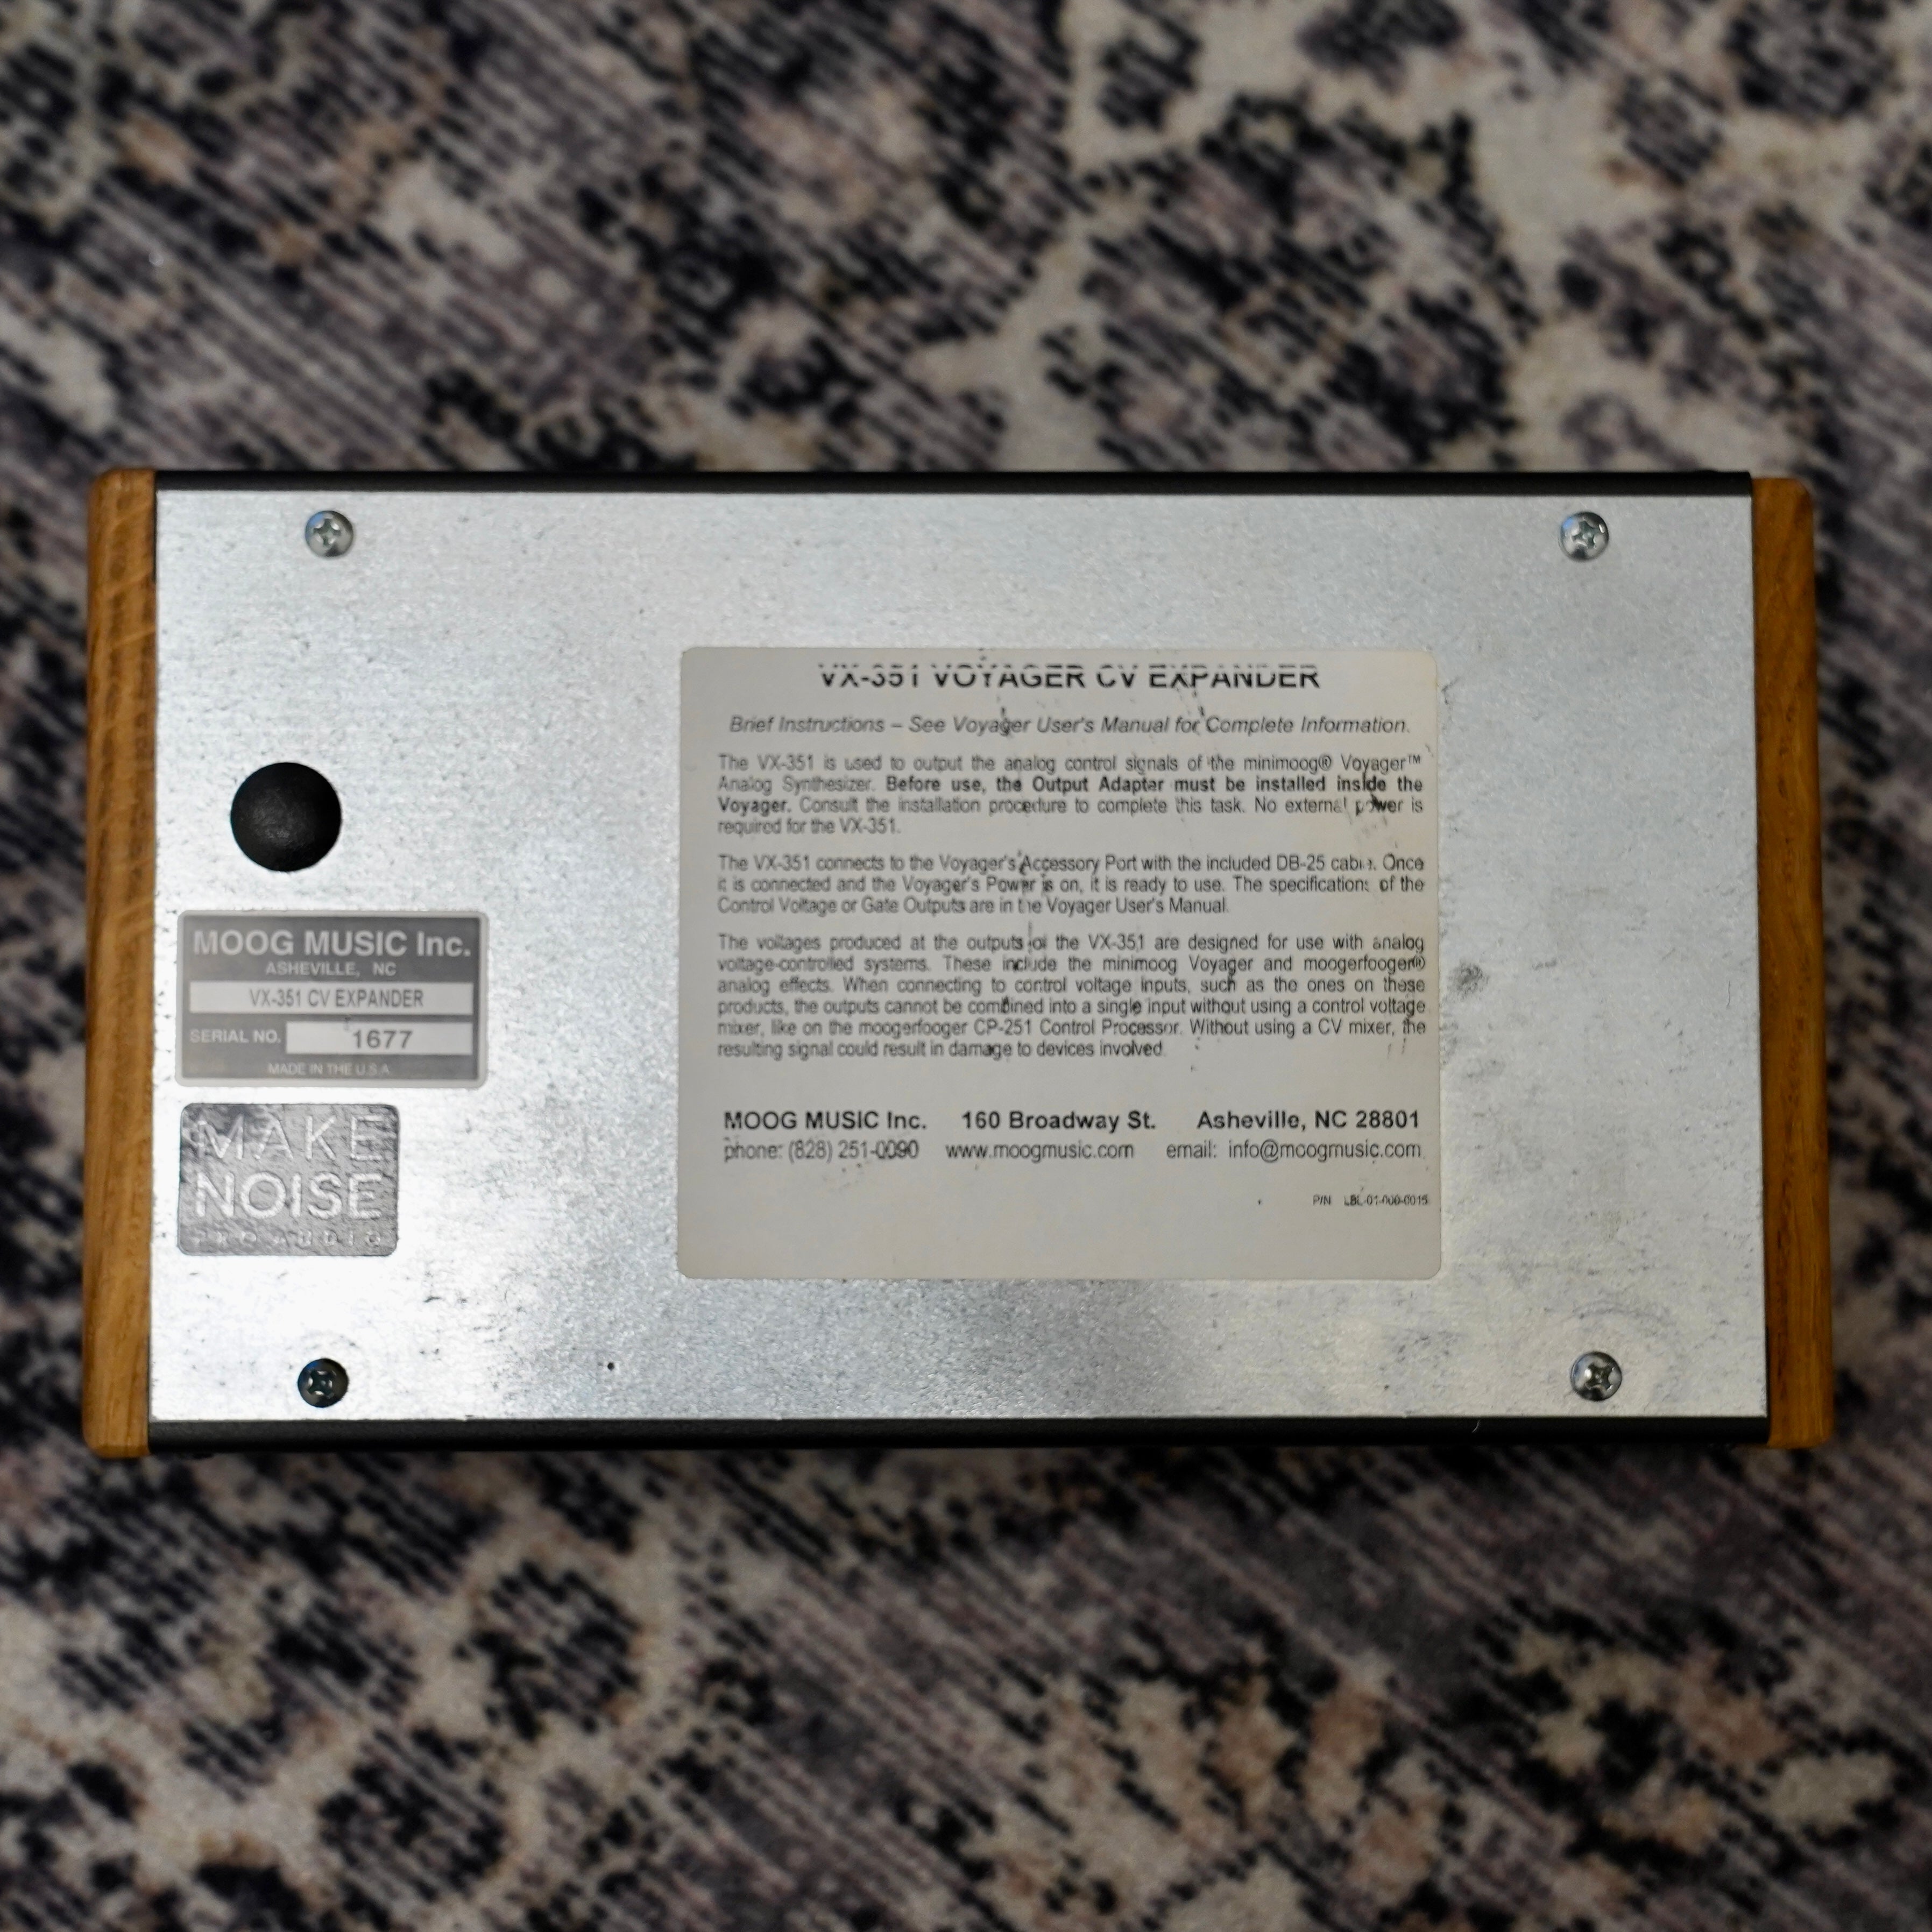 VX-351 VOYAGER CV EXPANDER
Brief Instructions – See Voyager User's Manual for Complete Information.
The VX-351 is used to output the analog control signals of the minimoog® Voyager™
Analog Synthesizer. Before use, the Output Adapter must be installed inside the
Voyager. Consult the installation procedure to complete this task. No external power is
required for the VX-351.
The VX-351 connects to the Voyager's Accessory Port with the included DB-25 cable. Once
it is connected and the Voyager's Power is on, it is ready to use. The specifications of the
Control Voltage or Gate Outputs are in the Voyager User's Manual.
The voltages produced at the outputs of the VX-351 are designed for use with analog
voltage-controlled systems. These include the minimoog Voyager and moogerfooger®
analog effects. When connecting to control voltage inputs, such as the ones on these
products, the outputs cannot be combined into a single input without using a control voltage
mixer, like on the moogerfooger CP-251 Control Processor. Without using a CV mixer, the
resulting signal could result in damage to devices involved.
MOOG MUSIC Inc. 160 Broadway St. Asheville, NC 28801
phone: (828) 251-0090 www.moogmusic.com email: info@moogmusic.com
P/N LBL-01-000-0015
MOOG MUSIC Inc.
ASHEVILLE, NC
VX-351 CV EXPANDER
SERIAL NO. 1677
MADE IN THE U.S.A.
MAKE
NOISE
PRO AUDIO